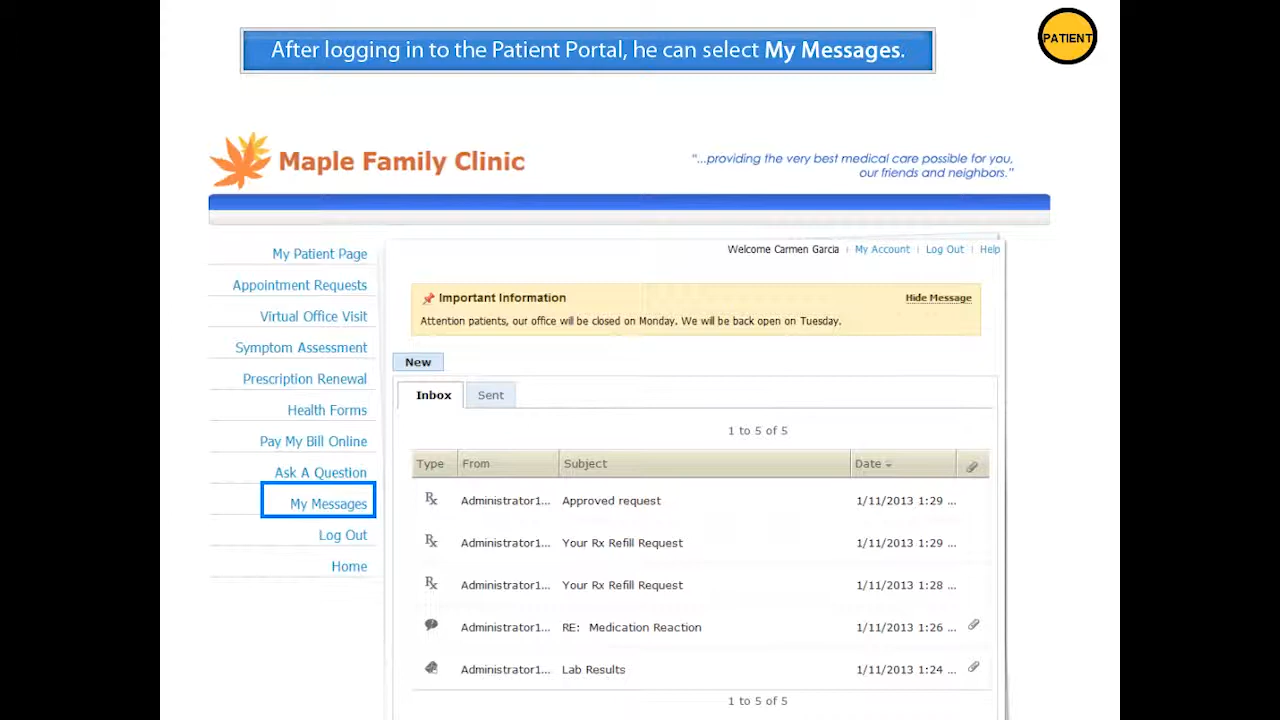 After logging in to the Patient Portal, he can select My Messages.
PATIENT
Maple Family Clinic
"...providing the very best medical care possible for you,
our friends and neighbors."
Welcome Carmen Garcia | My Account | Log Out | Help
My Patient Page
Appointment Requests
Virtual Office Visit
Symptom Assessment
Prescription Renewal
Health Forms
Pay My Bill Online
Ask A Question
My Messages
Log Out
Home
Important Information Hide Message
Attention patients, our office will be closed on Monday. We will be back open on Tuesday.
New
Inbox Sent
1 to 5 of 5
Type From Subject Date
Rx Administrator1... Approved request 1/11/2013 1:29 ...
Rx Administrator1... Your Rx Refill Request 1/11/2013 1:29 ...
Rx Administrator1... Your Rx Refill Request 1/11/2013 1:28 ...
Administrator1... RE: Medication Reaction 1/11/2013 1:26 ...
Administrator1... Lab Results 1/11/2013 1:24 ...
1 to 5 of 5